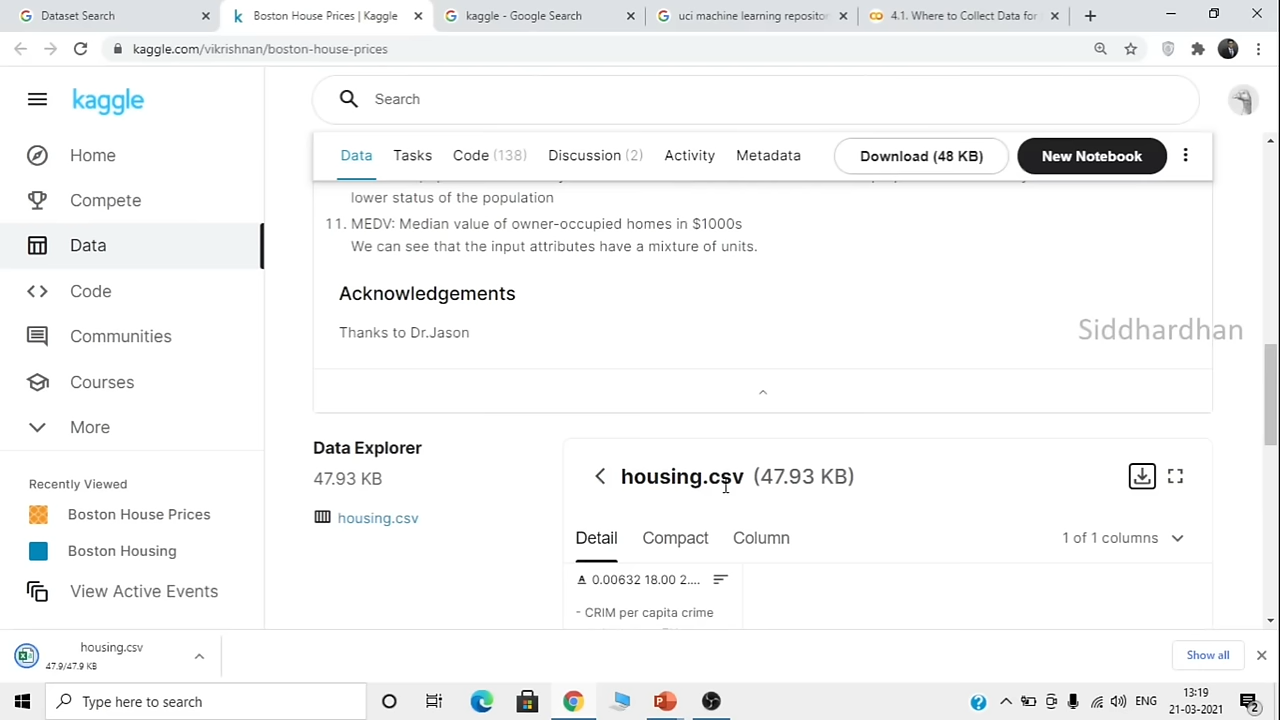 Dataset Search
Boston House Prices | Kaggle
kaggle - Google Search
uci machine learning repositor
4.1. Where to Collect Data for
kaggle.com/vikrishnan/boston-house-prices
kaggle
Search
Home
Compete
Data
Code
Communities
Courses
More
Recently Viewed
Boston House Prices
Boston Housing
View Active Events
Data Tasks Code (138) Discussion (2) Activity Metadata Download (48 KB) New Notebook
lower status of the population
11. MEDV: Median value of owner-occupied homes in $1000s
We can see that the input attributes have a mixture of units.
Acknowledgements
Thanks to Dr.Jason
Siddhardhan
Data Explorer
47.93 KB
housing.csv
housing.csv (47.93 KB)
Detail Compact Column 1 of 1 columns
A 0.00632 18.00 2....
- CRIM per capita crime
housing.csv
47.9/47.9 KB
Show all
Type here to search
ENG
13:19
21-03-2021
2